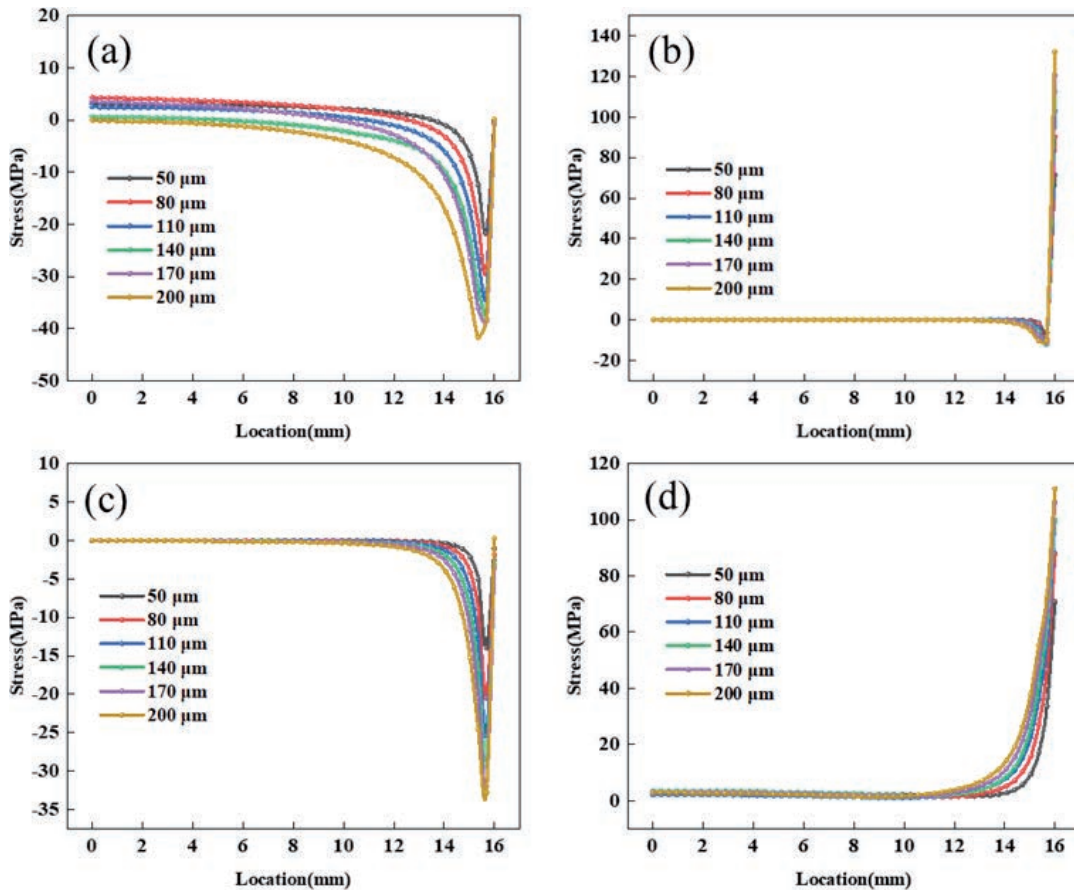 (a)
Stress(MPa)
20
10
0
-10
-20
-30
-40
-50
50 μm
80 μm
110 μm
140 μm
170 μm
200 μm
0 2 4 6 8 10 12 14 16
Location(mm)
(b)
Stress(MPa)
140
120
100
80
60
40
20
0
-20
50 μm
80 μm
110 μm
140 μm
170 μm
200 μm
0 2 4 6 8 10 12 14 16
Location(mm)
(c)
Stress(MPa)
10
5
0
-5
-10
-15
-20
-25
-30
-35
50 μm
80 μm
110 μm
140 μm
170 μm
200 μm
0 2 4 6 8 10 12 14 16
Location(mm)
(d)
Stress(MPa)
120
100
80
60
40
20
0
50 μm
80 μm
110 μm
140 μm
170 μm
200 μm
0 2 4 6 8 10 12 14 16
Location(mm)